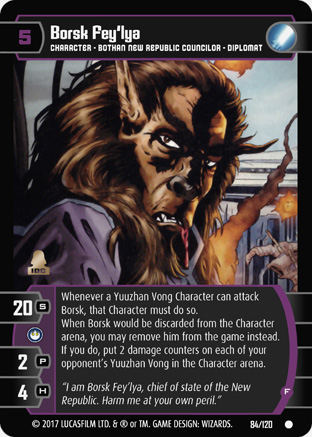 5
Borsk Fey'lya
CHARACTER - BOTHAN NEW REPUBLIC COUNCILOR - DIPLOMAT
IDC
20 S
2 P
4 H
Whenever a Yuuzhan Vong Character can attack
Borsk, that Character must do so.
When Borsk would be discarded from the Character
arena, you may remove him from the game instead.
If you do, put 2 damage counters on each of your
opponent's Yuuzhan Vong in the Character arena.
"I am Borsk Fey'lya, chief of state of the New
Republic. Harm me at your own peril."
F
© 2017 LUCASFILM LTD. & ® or TM. GAME DESIGN: WIZARDS.
84/120